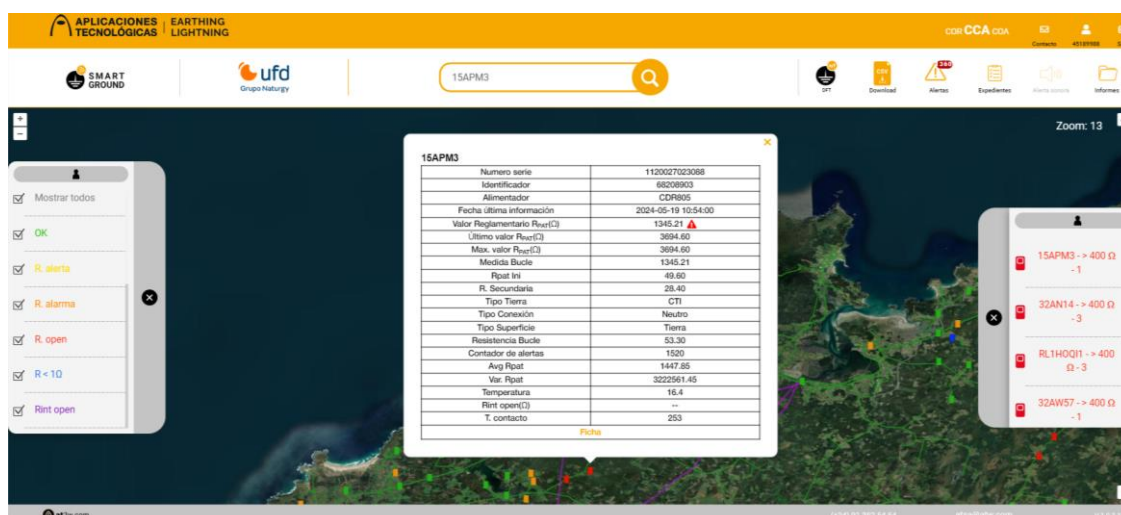 APLICACIONES TECNOLÓGICAS
EARTHING LIGHTNING
COR CCA COA
Contacto
45189988
SMART GROUND
ufd
Grupo Naturgy
15APM3
DFT
CSV
Download
360
Alertas
Expedientes
Alerta sonora
Informes
+
-
Zoom: 13
Mostrar todos
OK
R. alerta
R. alarma
R. open
R < 1Ω
Rint open
15APM3
Numero serie 1120027023088
Identificador 68208903
Alimentador CDR805
Fecha última información 2024-05-19 10:54:00
Valor Reglamentario RPAT(Ω) 1345.21
Último valor RPAT(Ω) 3694.60
Max. valor RPAT(Ω) 3694.60
Medida Bucle 1345.21
Rpat Ini 49.60
R. Secundaria 28.40
Tipo Tierra CTI
Tipo Conexión Neutro
Tipo Superficie Tierra
Resistencia Bucle 53.30
Contador de alertas 1520
Avg Rpat 1447.85
Var. Rpat 3222561.45
Temperatura 16.4
Rint open(Ω) --
T. contacto 253
Ficha
15APM3 -> 400 Ω
- 1
32AN14 -> 400 Ω
- 3
RL1HOQI1 -> 400
Ω - 3
32AW57 -> 400 Ω
- 1